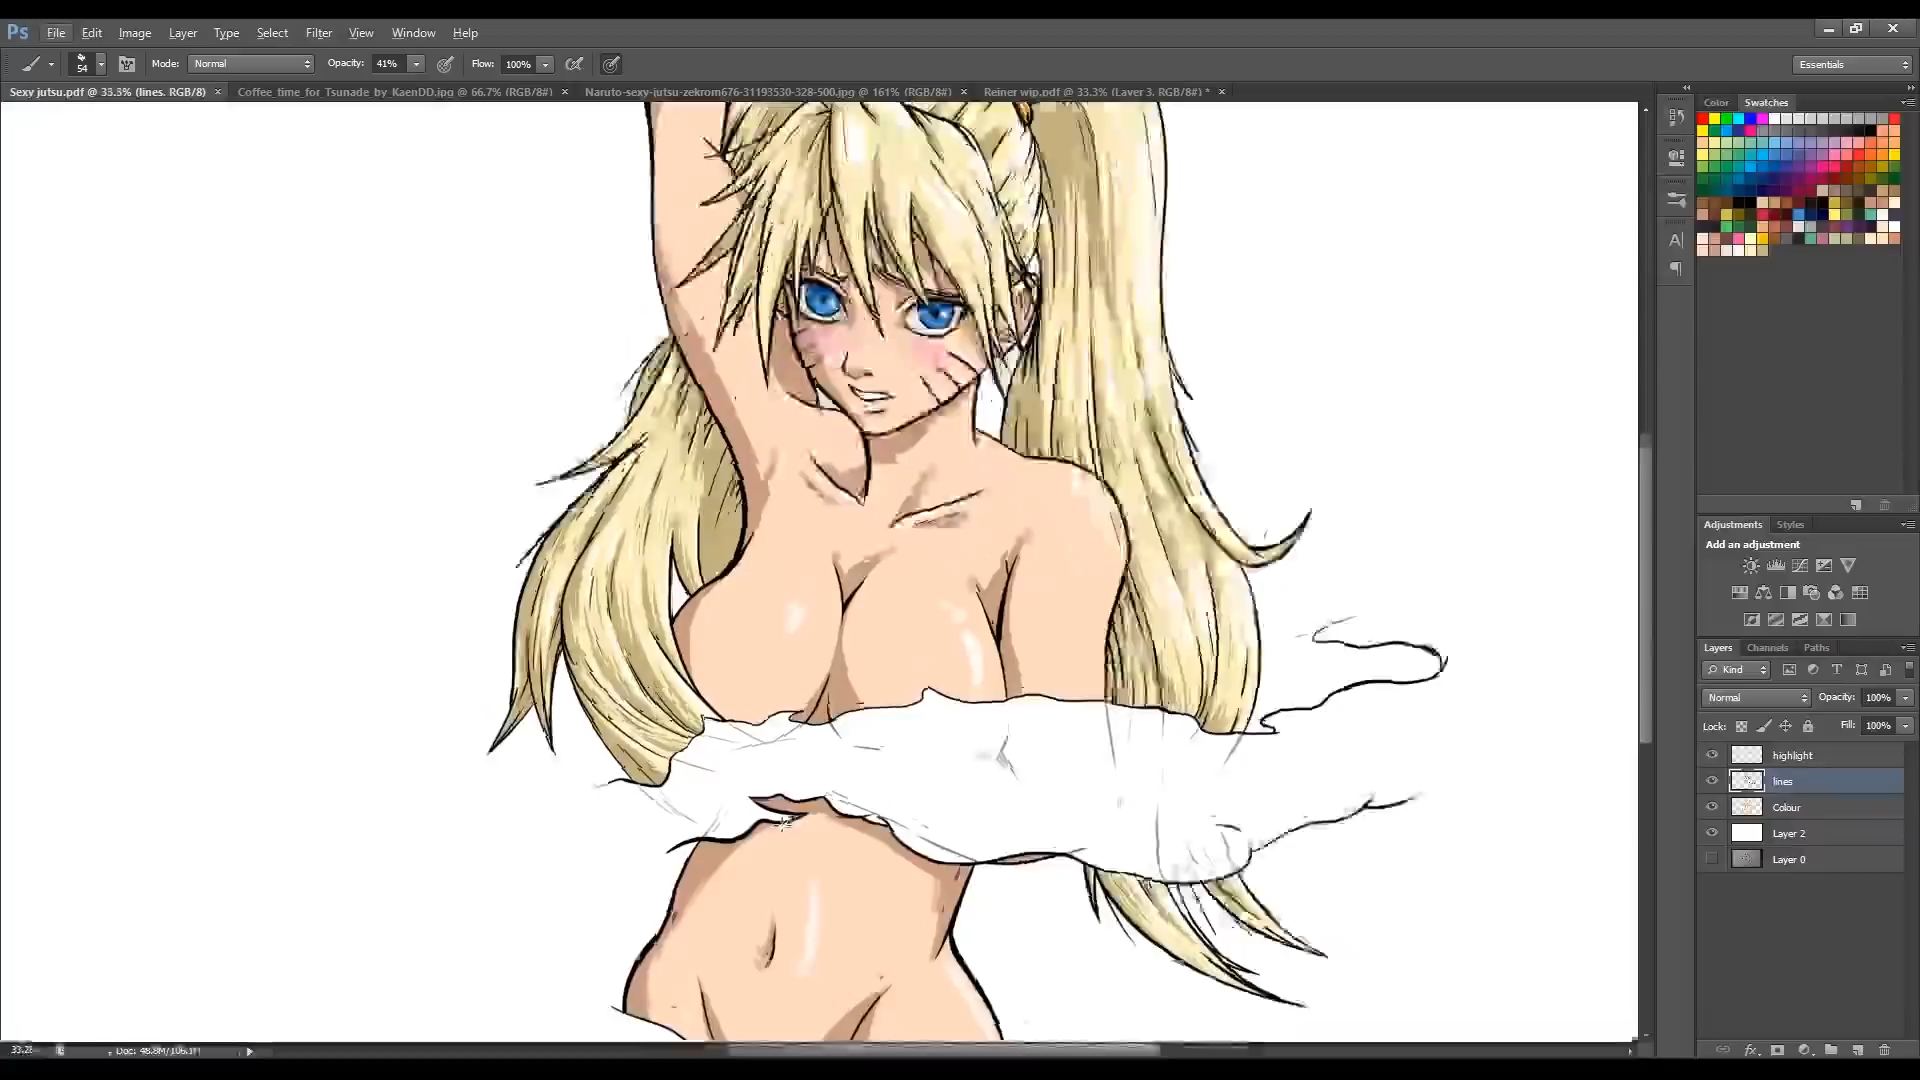 Ps File Edit Image Layer Type Select Filter View Window Help
54 Mode: Normal Opacity: 41% Flow: 100% Essentials
Sexy jutsu.pdf @ 33.3% (lines, RGB/8) × Coffee_time_for_Tsunade_by_KaenDD.jpg @ 66.7% (RGB/8#) × Naruto-sexy-jutsu-zekrom676-31193530-328-500.jpg @ 161% (RGB/8#) × Reiner wip.pdf @ 33.3% (Layer 3, RGB/8#) * ×
Color Swatches
Adjustments Styles
Add an adjustment
Layers Channels Paths
Kind
Normal Opacity: 100%
Lock: Fill: 100%
highlight
lines
Colour
Layer 2
Layer 0
Doc: 48.8M/